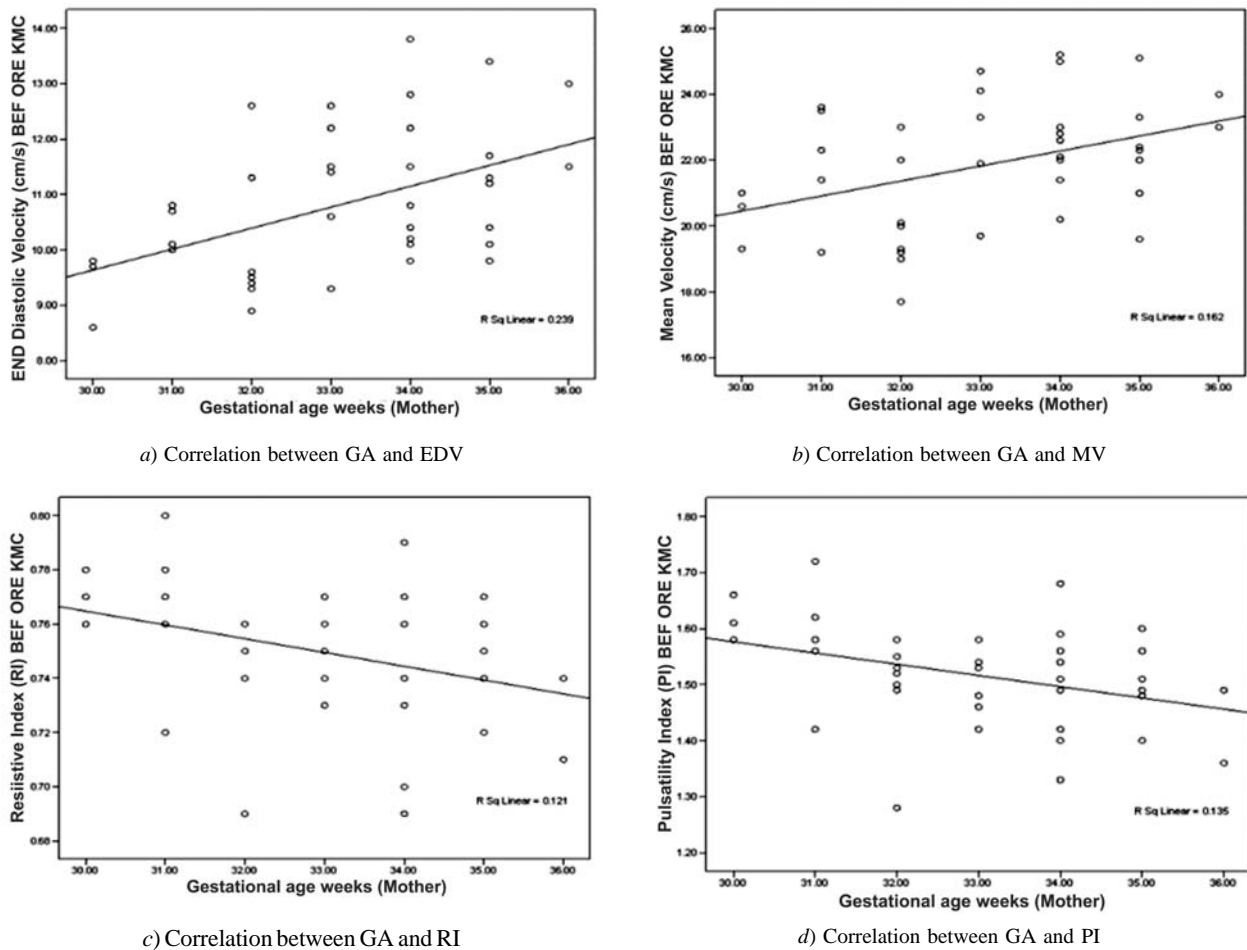 END Diastolic Velocity (cm/s) BEF ORE KMC
14.00
13.00
12.00
11.00
10.00
9.00
8.00
R Sq Linear = 0.239
30.00 31.00 32.00 33.00 34.00 35.00 36.00
Gestational age weeks (Mother)
a) Correlation between GA and EDV
Mean Velocity (cm/s) BEF ORE KMC
26.00
24.00
22.00
20.00
18.00
16.00
R Sq Linear = 0.162
30.00 31.00 32.00 33.00 34.00 35.00 36.00
Gestational age weeks (Mother)
b) Correlation between GA and MV
Resiistive Index (RI) BEF ORE KMC
0.80
0.78
0.76
0.74
0.72
0.70
0.68
R Sq Linear = 0.121
30.00 31.00 32.00 33.00 34.00 35.00 36.00
Gestational age weeks (Mother)
c) Correlation between GA and RI
Pulsatility Index (PI) BEF ORE KMC
1.80
1.70
1.60
1.50
1.40
1.30
1.20
R Sq Linear = 0.135
30.00 31.00 32.00 33.00 34.00 35.00 36.00
Gestational age weeks (Mother)
d) Correlation between GA and PI